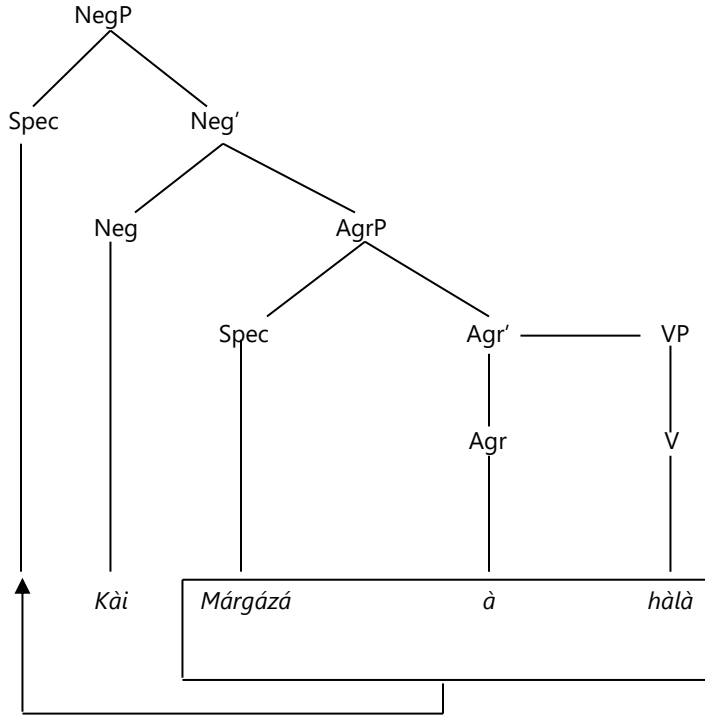 NegP
Spec Neg′
Neg AgrP
Spec Agr′ VP
Agr V
Kài Márgázá à hàlà